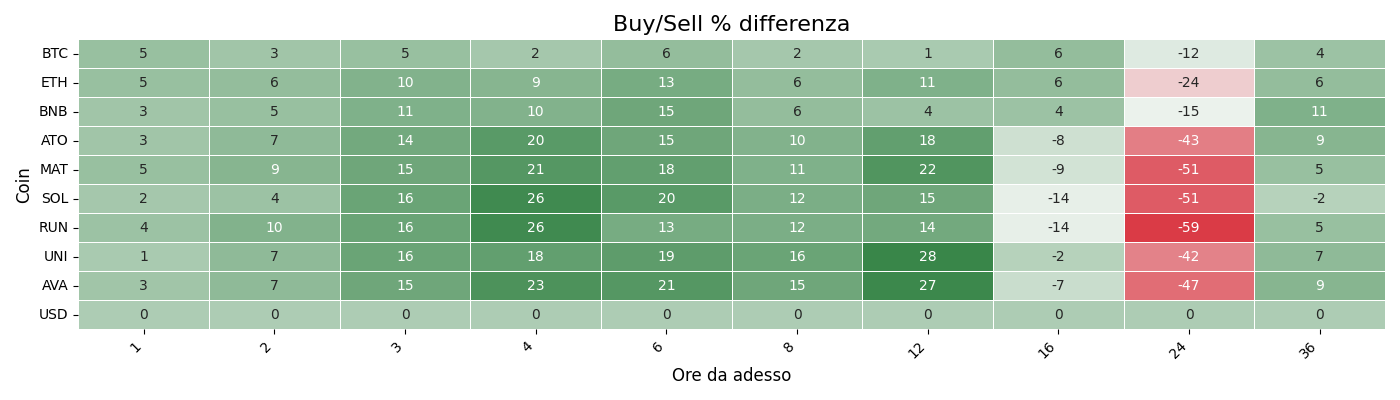 Buy/Sell % differenza
Coin
BTC 5 3 5 2 6 2 1 6 -12 4
ETH 5 6 10 9 13 6 11 6 -24 6
BNB 3 5 11 10 15 6 4 4 -15 11
ATO 3 7 14 20 15 10 18 -8 -43 9
MAT 5 9 15 21 18 11 22 -9 -51 5
SOL 2 4 16 26 20 12 15 -14 -51 -2
RUN 4 10 16 26 13 12 14 -14 -59 5
UNI 1 7 16 18 19 16 28 -2 -42 7
AVA 3 7 15 23 21 15 27 -7 -47 9
USD 0 0 0 0 0 0 0 0 0 0
1 2 3 4 6 8 12 16 24 36
Ore da adesso